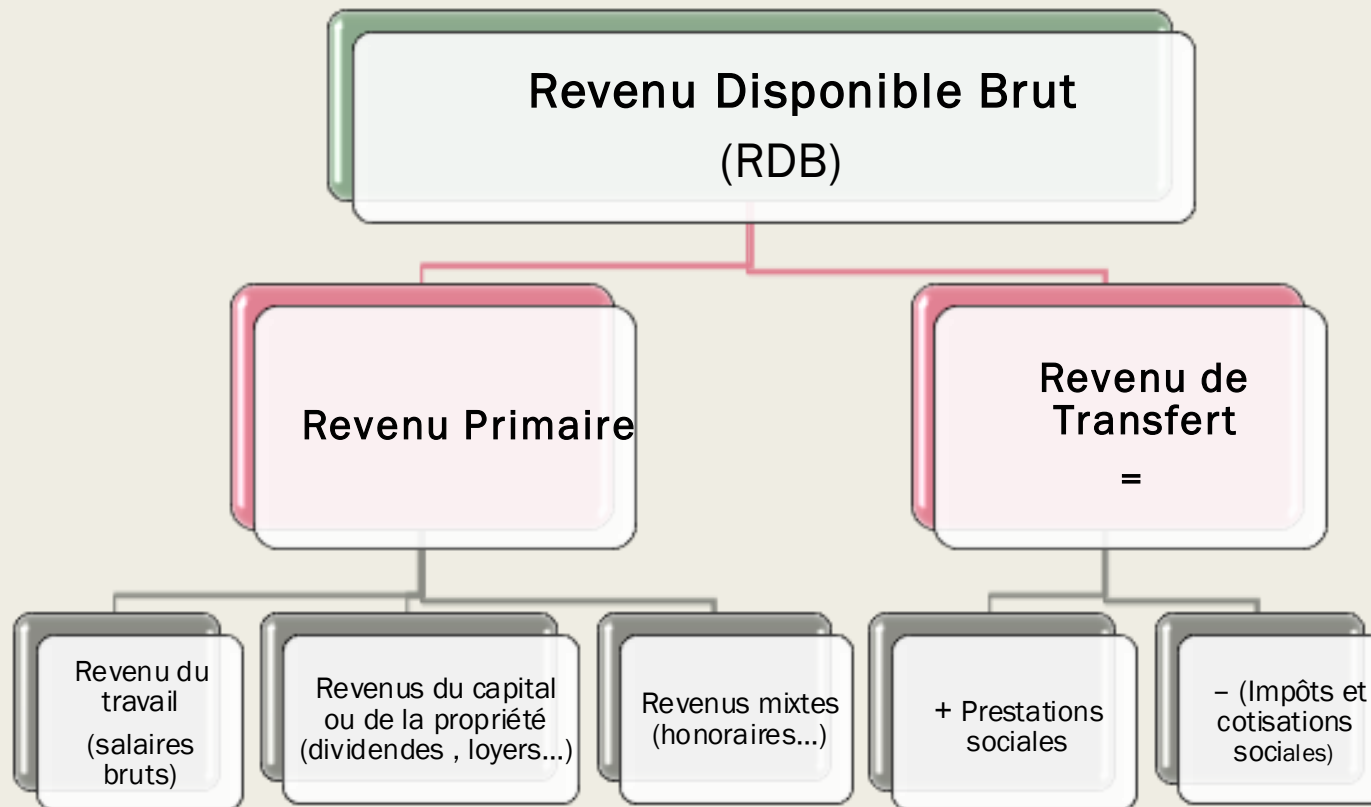 Revenu Disponible Brut
(RDB)
Revenu Primaire
Revenu de
Transfert
=
Revenu du
travail
(salaires
bruts)
Revenus du capital
ou de la propriété
(dividendes , loyers...)
Revenus mixtes
(honoraires...)
+ Prestations
sociales
– (Impôts et
cotisations
sociales)